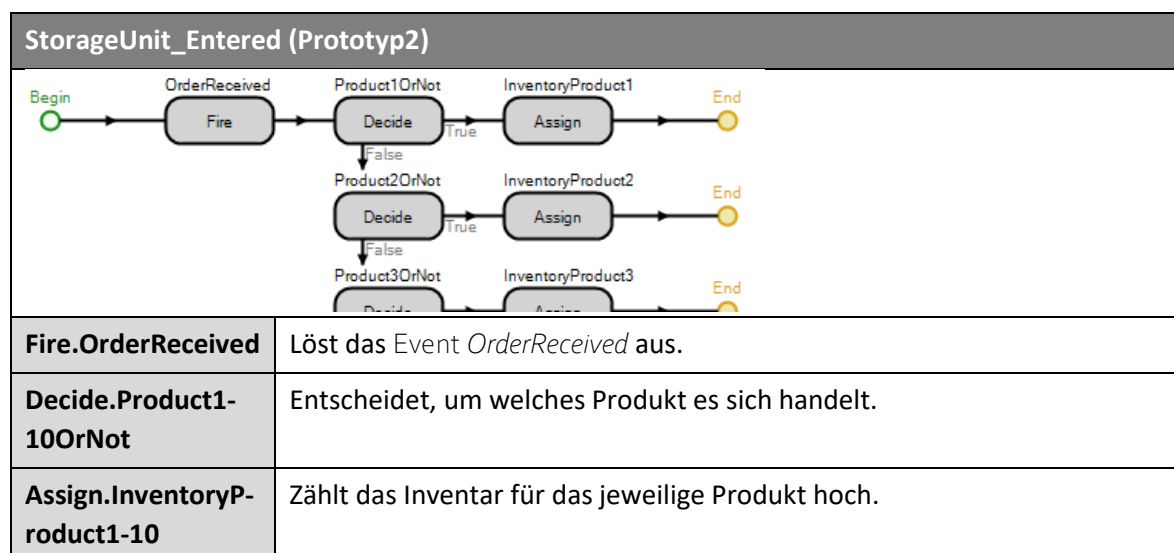 StorageUnit_Entered (Prototyp2)
Begin
OrderReceived
Product1OrNot
InventoryProduct1
End
Fire
Decide
True
Assign
False
Product2OrNot
InventoryProduct2
End
Decide
True
Assign
False
Product3OrNot
InventoryProduct3
End
Decide
Assign
Fire.OrderReceived
Löst das Event OrderReceived aus.
Decide.Product1-
10OrNot
Entscheidet, um welches Produkt es sich handelt.
Assign.InventoryP-
roduct1-10
Zählt das Inventar für das jeweilige Produkt hoch.